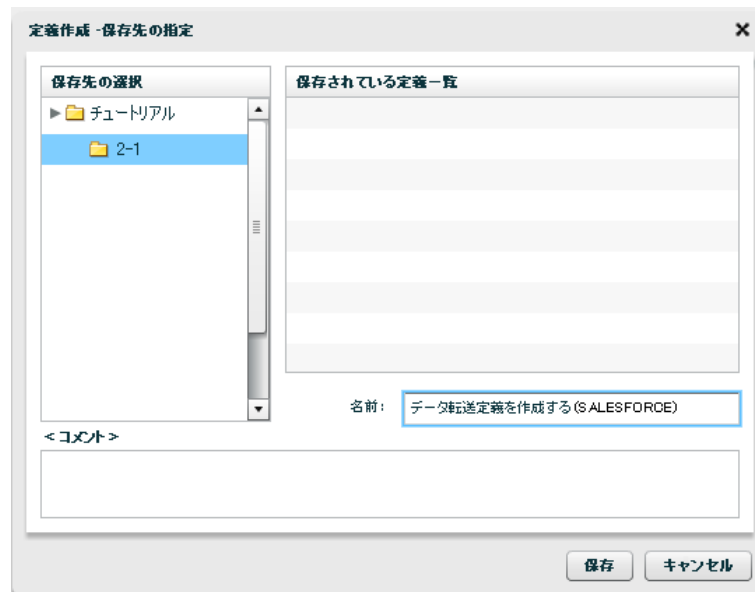 定義作成 -保存先の指定
保存先の選択
保存されている定義一覧
チュートリアル
2-1
名前:
データ転送定義を作成する(SALESFORCE)
<コメント>
保存
キャンセル